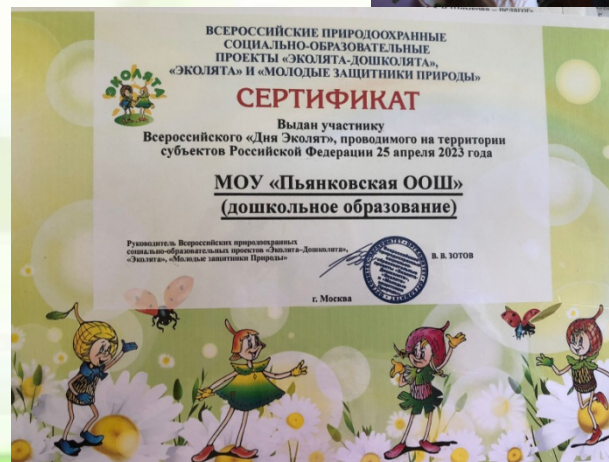 ВСЕРОССИЙСКИЕ ПРИРОДООХРАННЫЕ
СОЦИАЛЬНО-ОБРАЗОВАТЕЛЬНЫЕ
ПРОЕКТЫ «ЭКОЛЯТА-ДОШКОЛЯТА»,
«ЭКОЛЯТА» И «МОЛОДЫЕ ЗАЩИТНИКИ ПРИРОДЫ»
ЭКОЛЯТА
СЕРТИФИКАТ
Выдан участнику
Всероссийского «Дня Эколят», проводимого на территории
субъектов Российской Федерации 25 апреля 2023 года
МОУ «Пьянковская ООШ»
(дошкольное образование)
Руководитель Всероссийских природоохранных
социально-образовательных проектов «Эколята-Дошколята»,
«Эколята», «Молодые защитники Природы»
В. В. ЗОТОВ
г. Москва